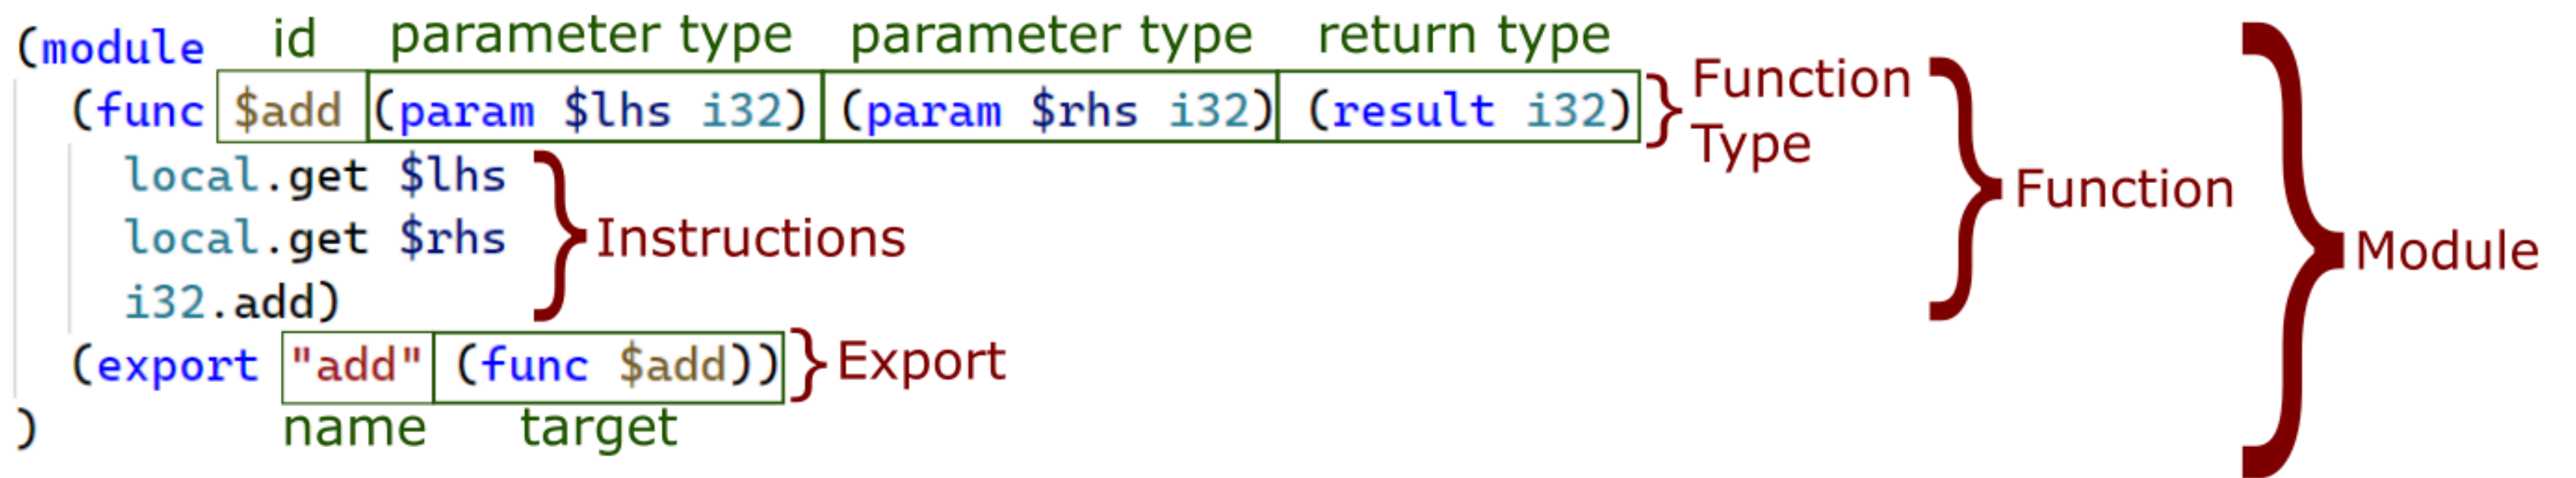 id parameter type parameter type return type
(module
(func $add (param $lhs i32) (param $rhs i32) (result i32) Function Type
local.get $lhs
local.get $rhs Instructions
i32.add)
(export "add" (func $add)) Export
)
name target
Function
Module